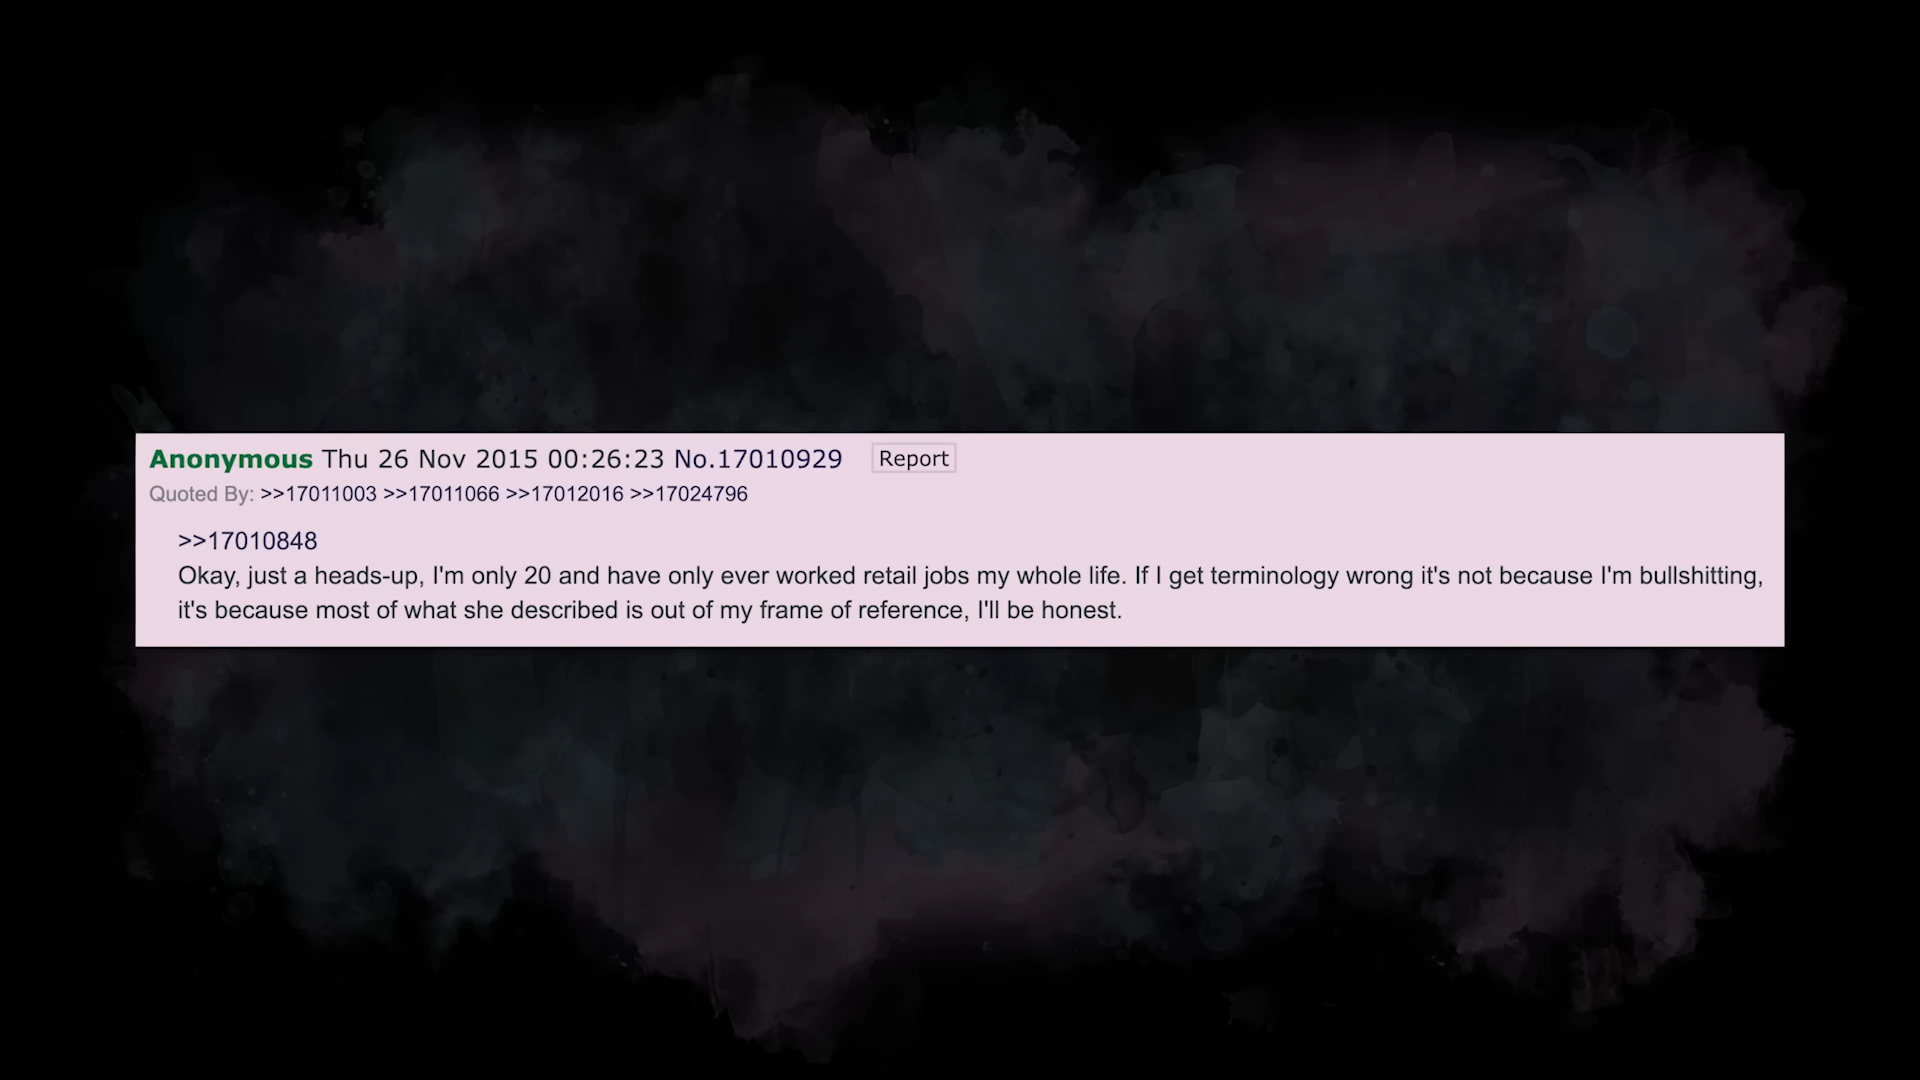 Anonymous Thu 26 Nov 2015 00:26:23 No.17010929 Report
Quoted By: >>17011003 >>17011066 >>17012016 >>17024796
>>17010848
Okay, just a heads-up, I'm only 20 and have only ever worked retail jobs my whole life. If I get terminology wrong it's not because I'm bullshitting,
it's because most of what she described is out of my frame of reference, I'll be honest.